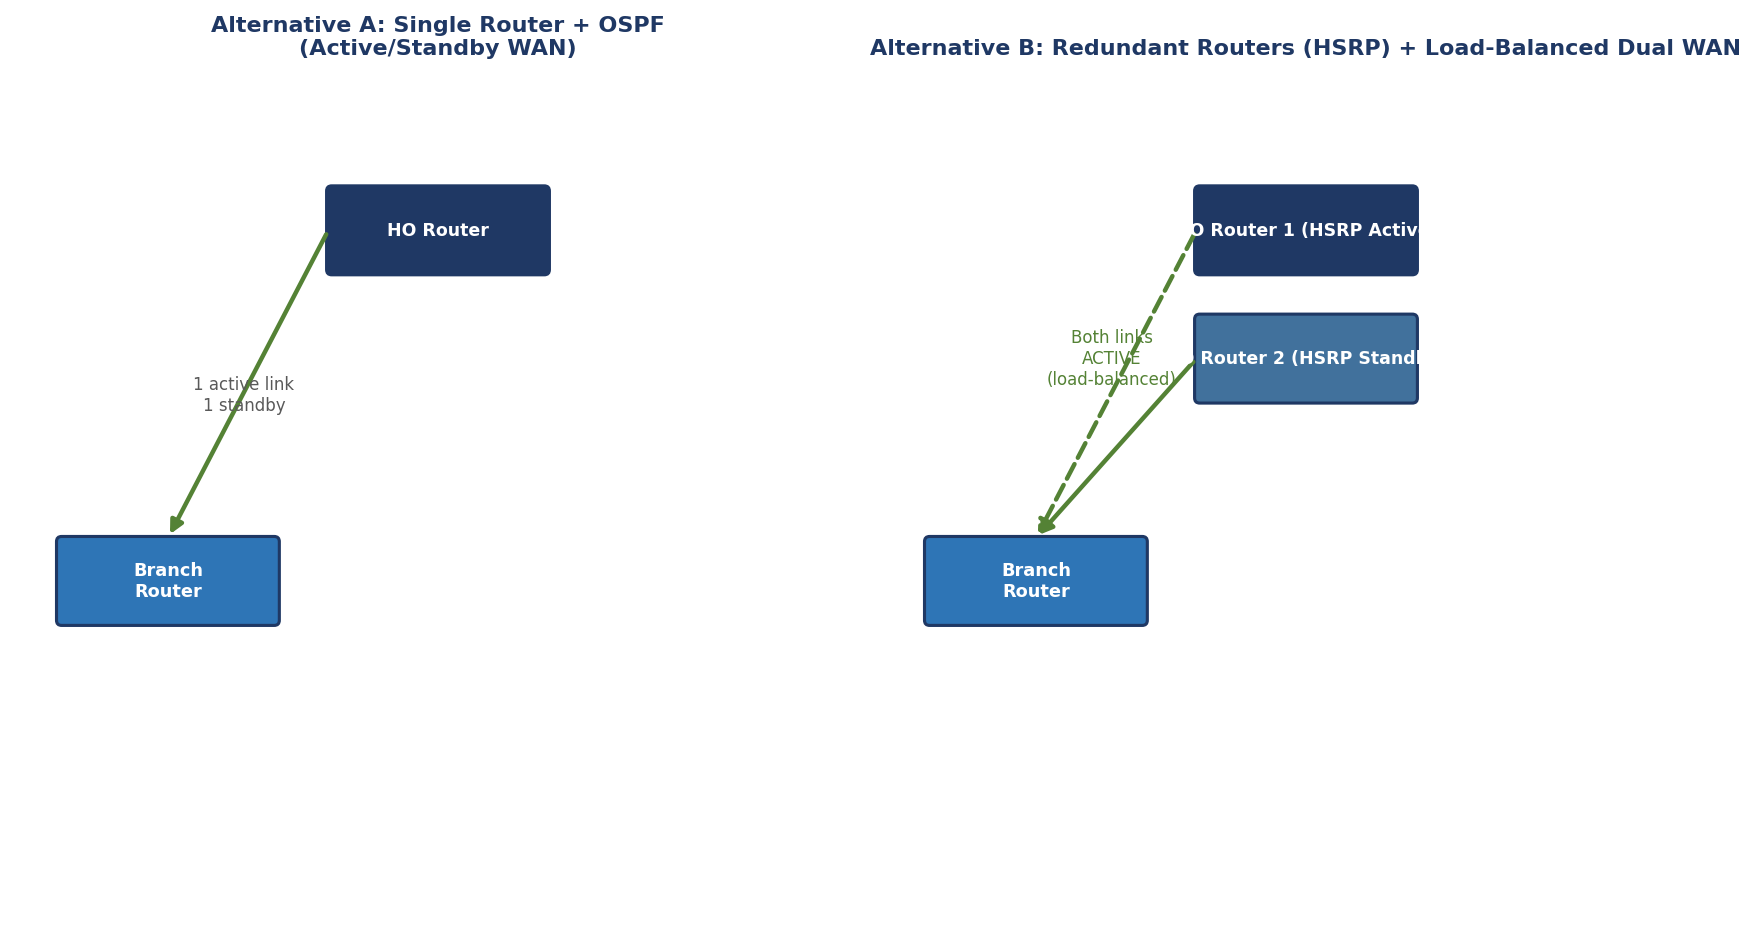 Alternative A: Single Router + OSPF
(Active/Standby WAN)
HO Router
1 active link
1 standby
Branch
Router
Alternative B: Redundant Routers (HSRP) + Load-Balanced Dual WAN
O Router 1 (HSRP Activ
Both links
ACTIVE
(load-balanced)
Router 2 (HSRP Stand
Branch
Router